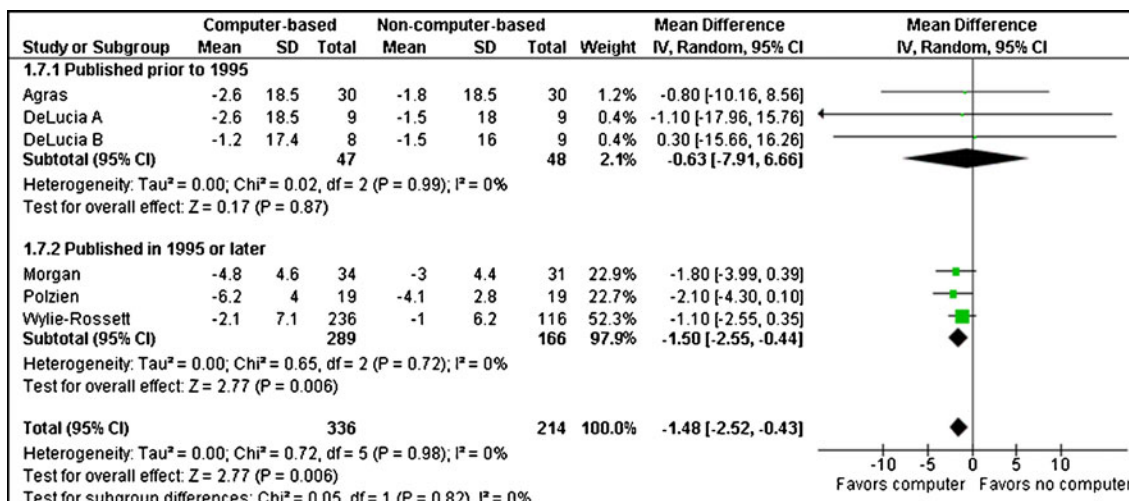 Computer-based Non-computer-based Mean Difference Mean Difference
Study or Subgroup Mean SD Total Mean SD Total Weight IV, Random, 95% CI IV, Random, 95% CI
1.7.1 Published prior to 1995
Agras -2.6 18.5 30 -1.8 18.5 30 1.2% -0.80 [-10.16, 8.56]
DeLucia A -2.6 18.5 9 -1.5 18 9 0.4% -1.10 [-17.96, 15.76]
DeLucia B -1.2 17.4 8 -1.5 16 9 0.4% 0.30 [-15.66, 16.26]
Subtotal (95% CI) 47 48 2.1% -0.63 [-7.91, 6.66]
Heterogeneity: Tau² = 0.00; Chi² = 0.02, df = 2 (P = 0.99); I² = 0%
Test for overall effect: Z = 0.17 (P = 0.87)
1.7.2 Published in 1995 or later
Morgan -4.8 4.6 34 -3 4.4 31 22.9% -1.80 [-3.99, 0.39]
Polzien -6.2 4 19 -4.1 2.8 19 22.7% -2.10 [-4.30, 0.10]
Wylie-Rossett -2.1 7.1 236 -1 6.2 116 52.3% -1.10 [-2.55, 0.35]
Subtotal (95% CI) 289 166 97.9% -1.50 [-2.55, -0.44]
Heterogeneity: Tau² = 0.00; Chi² = 0.65, df = 2 (P = 0.72); I² = 0%
Test for overall effect: Z = 2.77 (P = 0.006)
Total (95% CI) 336 214 100.0% -1.48 [-2.52, -0.43]
Heterogeneity: Tau² = 0.00; Chi² = 0.72, df = 5 (P = 0.98); I² = 0%
Test for overall effect: Z = 2.77 (P = 0.006)
Test for subgroup differences: Chi² = 0.05, df = 1 (P = 0.82), I² = 0%
-10 -5 0 5 10
Favors computer Favors no computer